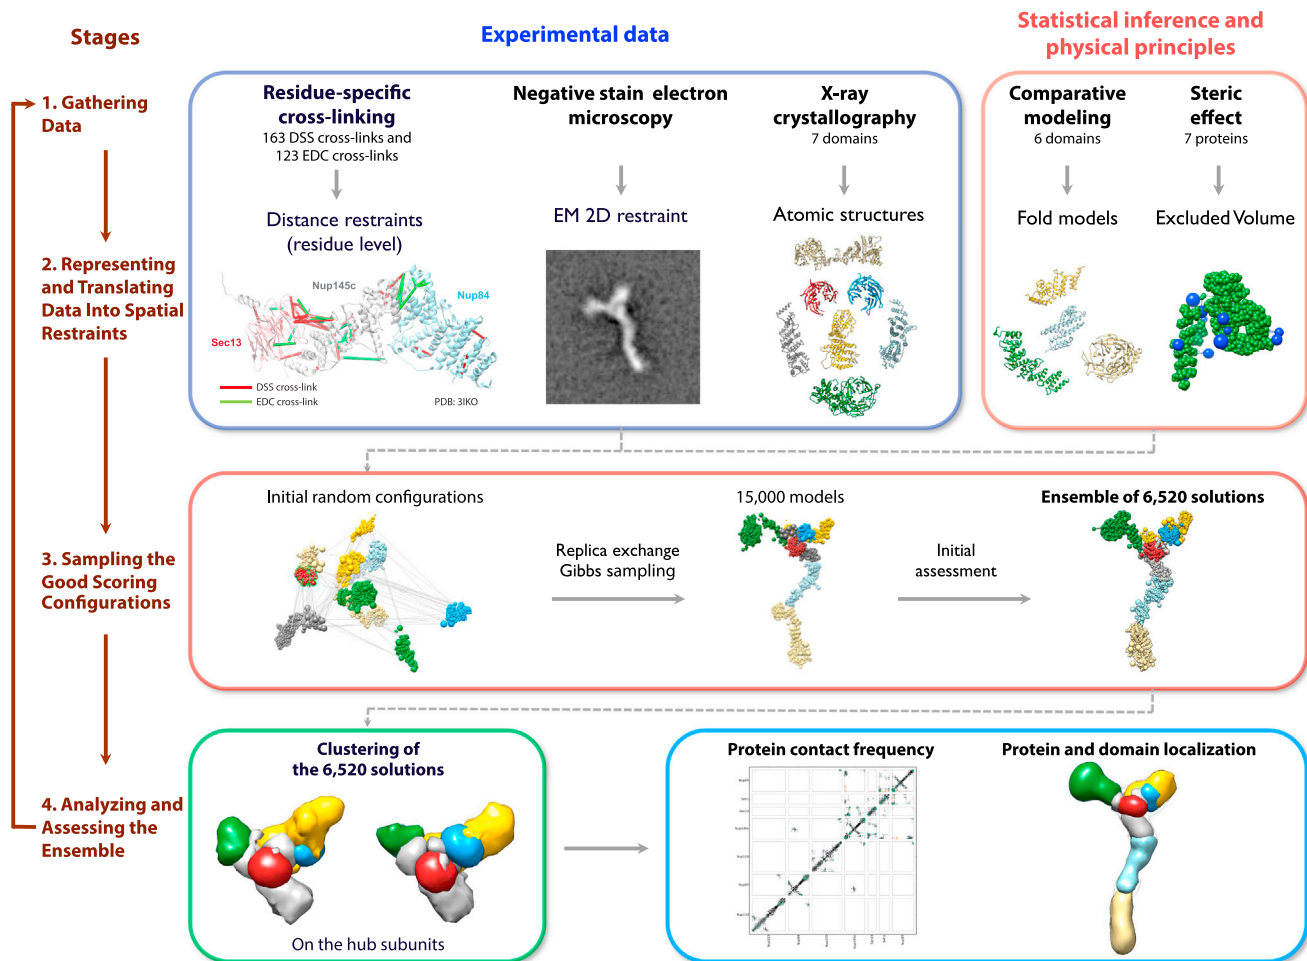 Stages
Experimental data
Statistical inference and
physical principles
1. Gathering
Data
Residue-specific
cross-linking
163 DSS cross-links and
123 EDC cross-links
Negative stain electron
microscopy
X-ray
crystallography
7 domains
Comparative
modeling
6 domains
Steric
effect
7 proteins
Distance restraints
(residue level)
EM 2D restraint
Atomic structures
Fold models
Excluded Volume
2. Representing
and Translating
Data Into Spatial
Restraints
Nup145c
Nup84
Sec13
DSS cross-link
EDC cross-link
PDB: 3IKO
3. Sampling the
Good Scoring
Configurations
Initial random configurations
Replica exchange
Gibbs sampling
15,000 models
Initial
assessment
Ensemble of 6,520 solutions
4. Analyzing and
Assessing the
Ensemble
Clustering of
the 6,520 solutions
On the hub subunits
Protein contact frequency
Protein and domain localization